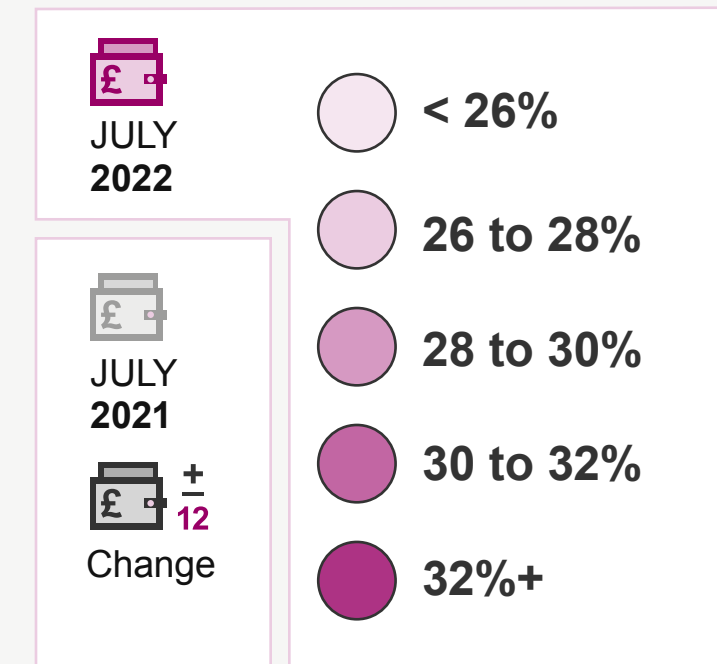 £
JULY
2022
£
JULY
2021
£
+
12
Change
< 26%
26 to 28%
28 to 30%
30 to 32%
32%+